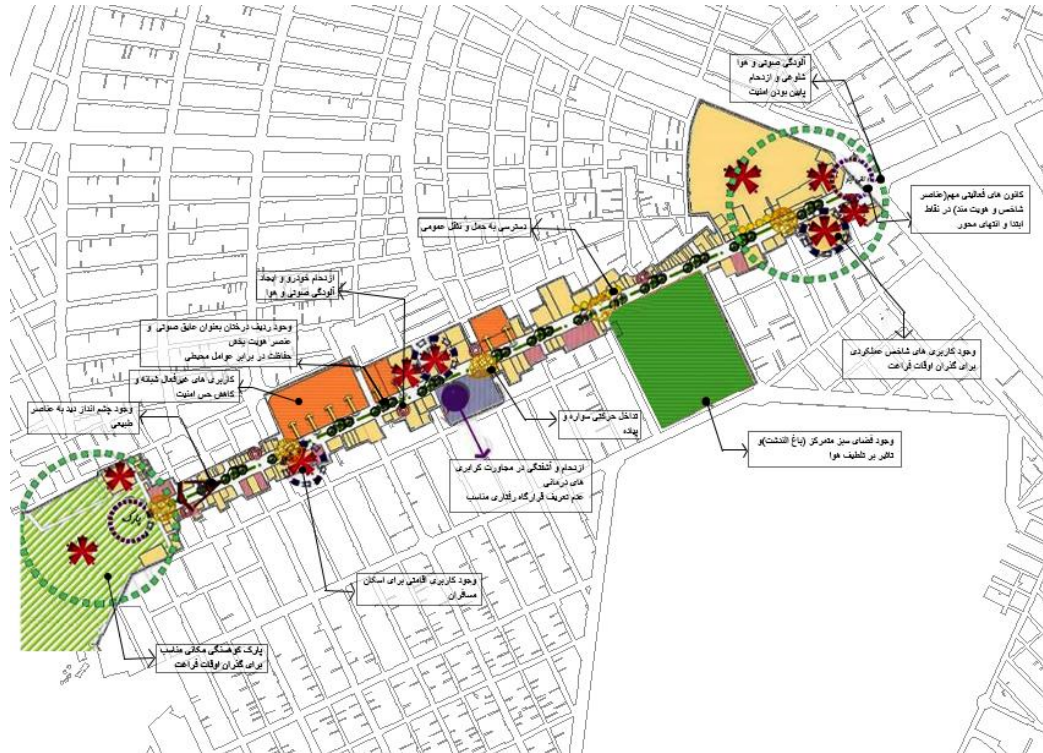 آلودگی صوتی و هوا
شلوغی و ازدحام
پایین بودن امنیت
کانون های فعالیتی مهم(عناصر
شاخص و هویت مند) در نقاط
ابتدا و انتهای محور
دسترسی به حمل و نقل عمومی
ازدحام خودرو و ایجاد
آلودگی صوتی و هوا
وجود ردیف درختان بعنوان عایق صوتی و
عنصر هویت بخش
حفاظت در برابر عوامل محیطی
کاربری های غیرفعال شبانه و
کاهش حس امنیت
وجود چشم انداز دید به عناصر
طبیعی
وجود کاربری های شاخص عملکردی
برای گذران اوقات فراغت
تداخل حرکتی سواره و
پیاده
وجود فضای سبز متمرکز (باغ الندشت)و
تاثیر بر تلطیف هوا
ازدحام و آشفتگی در مجاورت کرابری
های درمانی
عدم تعریف قرارگاه رفتاری مناسب
پارک
وجود کاربری اقامتی برای اسکان
مسافران
پارک کوهسنگی مکانی مناسب
برای گذران اوقات فراغت